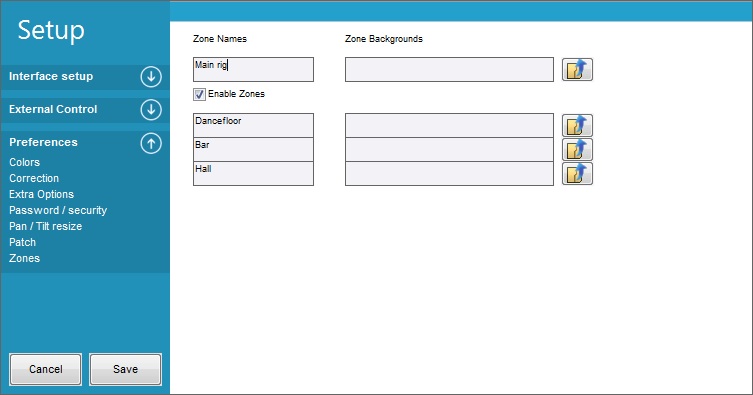 Setup
Interface setup
External Control
Preferences
Colors
Correction
Extra Options
Password / security
Pan / Tilt resize
Patch
Zones
Cancel Save
Zone Names Zone Backgrounds
Main rig
Enable Zones
Dancefloor
Bar
Hall